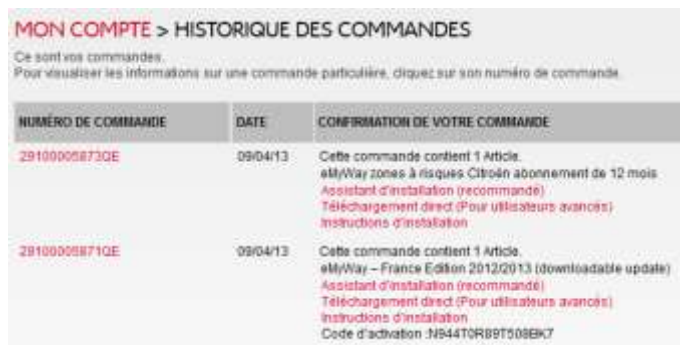 MON COMPTE > HISTORIQUE DES COMMANDES
Ce sont vos commandes.
Pour visualiser les informations sur une commande particulière, cliquez sur son numéro de commande.
NUMÉRO DE COMMANDE DATE CONFIRMATION DE VOTRE COMMANDE
29100005873QE 09/04/13 Cette commande contient 1 Article.
eMyWay zones à risques Citroën abonnement de 12 mois
Assistant d'installation (recommandé)
Téléchargement direct (Pour utilisateurs avancés)
Instructions d'installation
29100005871QE 09/04/13 Cette commande contient 1 Article.
eMyWay – France Edition 2012/2013 (downloadable update)
Assistant d'installation (recommandé)
Téléchargement direct (Pour utilisateurs avancés)
Instructions d'installation
Code d'activation :